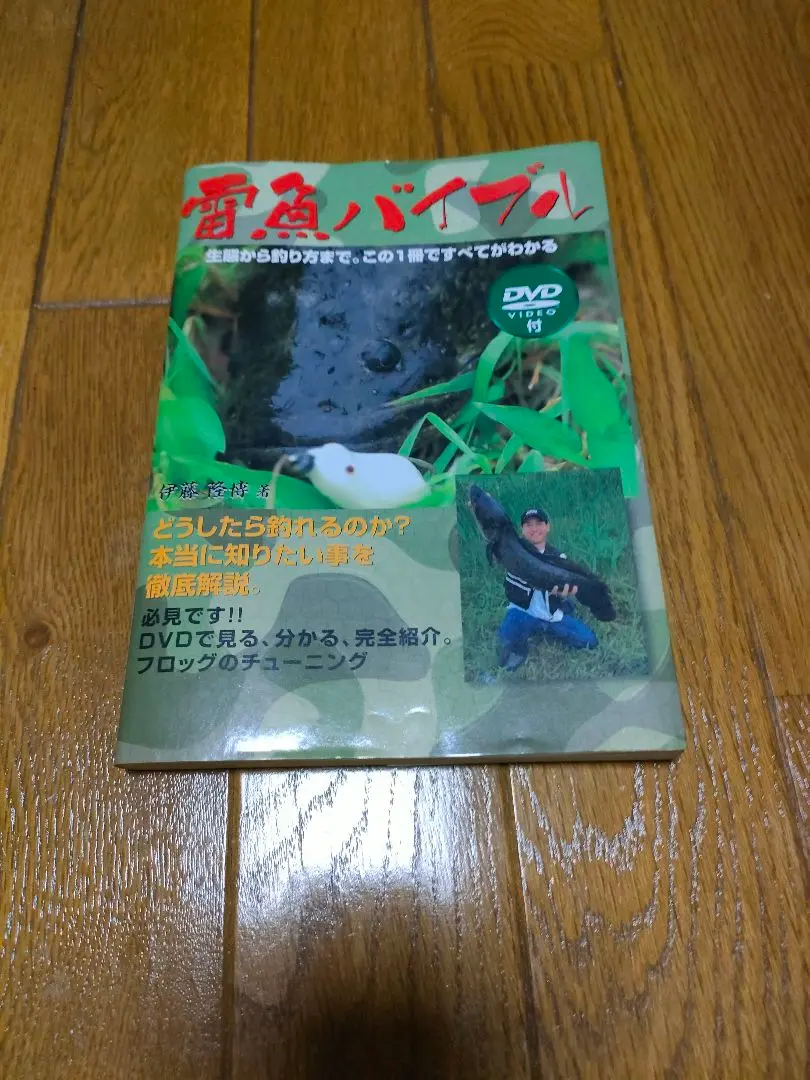 雷魚バイブル
生態から釣り方まで。この1冊ですべてがわかる
DVD
VIDEO
付
伊藤 隆博 著
どうしたら釣れるのか?
本当に知りたい事を
徹底解説。
必見です!!
DVDで見る、分かる、完全紹介。
フロッグのチューニング